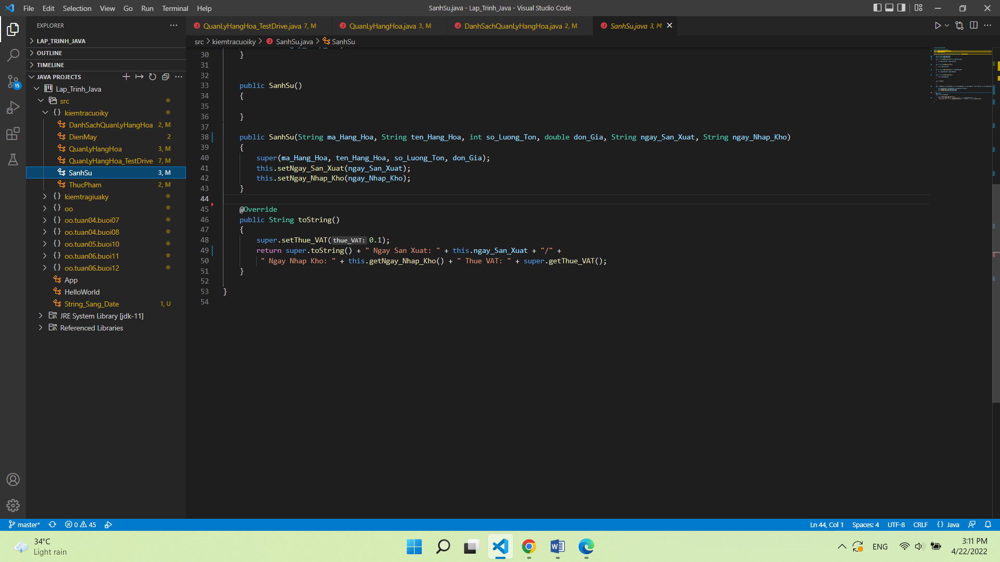 File Edit Selection View Go Run Terminal Help
SanhSu.java - Lap_Trinh_Java - Visual Studio Code
EXPLORER
LAP_TRINH_JAVA
OUTLINE
TIMELINE
JAVA PROJECTS
Lap_Trinh_Java
src
kiemtracuoiky
DanhSachQuanLyHangHoa 2, M
DienMay 2
QuanLyHangHoa 3, M
QuanLyHangHoa_TestDrive 7, M
SanhSu 3, M
ThucPham 2, M
kiemtragiuaky
oo
oo.tuan04.buoi07
oo.tuan04.buoi08
oo.tuan05.buoi10
oo.tuan06.buoi11
oo.tuan06.buoi12
App
HelloWorld
String_Sang_Date 1, U
JRE System Library [jdk-11]
Referenced Libraries
15
QuanLyHangHoa_TestDrive.java 7, M
QuanLyHangHoa.java 3, M
DanhSachQuanLyHangHoa.java 2, M
SanhSu.java 3, M
src > kiemtracuoiky > SanhSu.java > SanhSu
30 }
31
32
33 public SanhSu()
34 {
35
36 }
37
38 public SanhSu(String ma_Hang_Hoa, String ten_Hang_Hoa, int so_Luong_Ton, double don_Gia, String ngay_San_Xuat, String ngay_Nhap_Kho)
39 {
40 super(ma_Hang_Hoa, ten_Hang_Hoa, so_Luong_Ton, don_Gia);
41 this.setNgay_San_Xuat(ngay_San_Xuat);
42 this.setNgay_Nhap_Kho(ngay_Nhap_Kho);
43 }
44
45 @Override
46 public String toString()
47 {
48 super.setThue_VAT(thue_VAT: 0.1);
49 return super.toString() + " Ngay San Xuat: " + this.ngay_San_Xuat + "/" +
50 " Ngay Nhap Kho: " + this.getNgay_Nhap_Kho() + " Thue VAT: " + super.getThue_VAT();
51 }
52
53 }
54
master* 0 45
Ln 44, Col 1 Spaces: 4 UTF-8 CRLF {} Java
34°C
Light rain
ENG
3:11 PM
4/22/2022